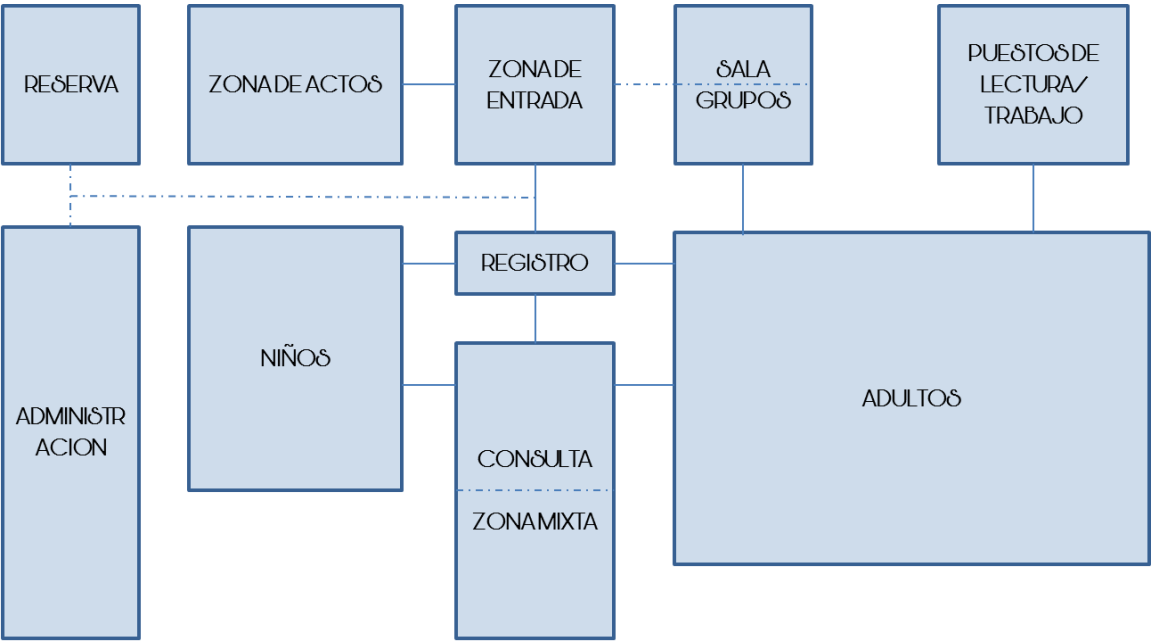 RESERVA
ZONA DE ACTOS
ZONA DE
ENTRADA
SALA
GRUPOS
PUESTOS DE
LECTURA/
TRABAJO
REGISTRO
NIÑOS
ADMINISTR
ACION
CONSULTA
ZONA MIXTA
ADULTOS